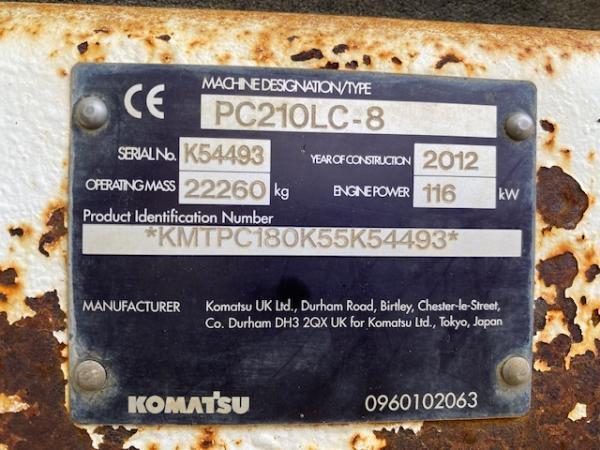 CE
MACHINE DESIGNATION/TYPE
PC210LC-8
SERIAL No. K54493 YEAR OF CONSTRUCTION 2012
OPERATING MASS 22260 kg ENGINE POWER 116 kW
Product Identification Number
*KMTPC180K55K54493*
MANUFACTURER Komatsu UK Ltd., Durham Road, Birtley, Chester-le-Street,
Co. Durham DH3 2QX UK for Komatsu Ltd., Tokyo, Japan
KOMATSU 0960102063